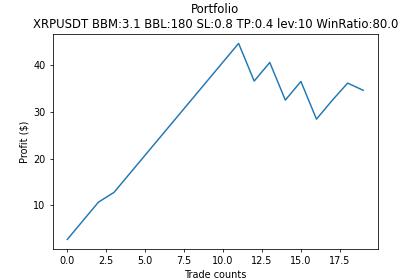 Portfolio
XRPUSDT BBM:3.1 BBL:180 SL:0.8 TP:0.4 lev:10 WinRatio:80.0
40
30
20
10
Profit ($)
0.0 2.5 5.0 7.5 10.0 12.5 15.0 17.5
Trade counts